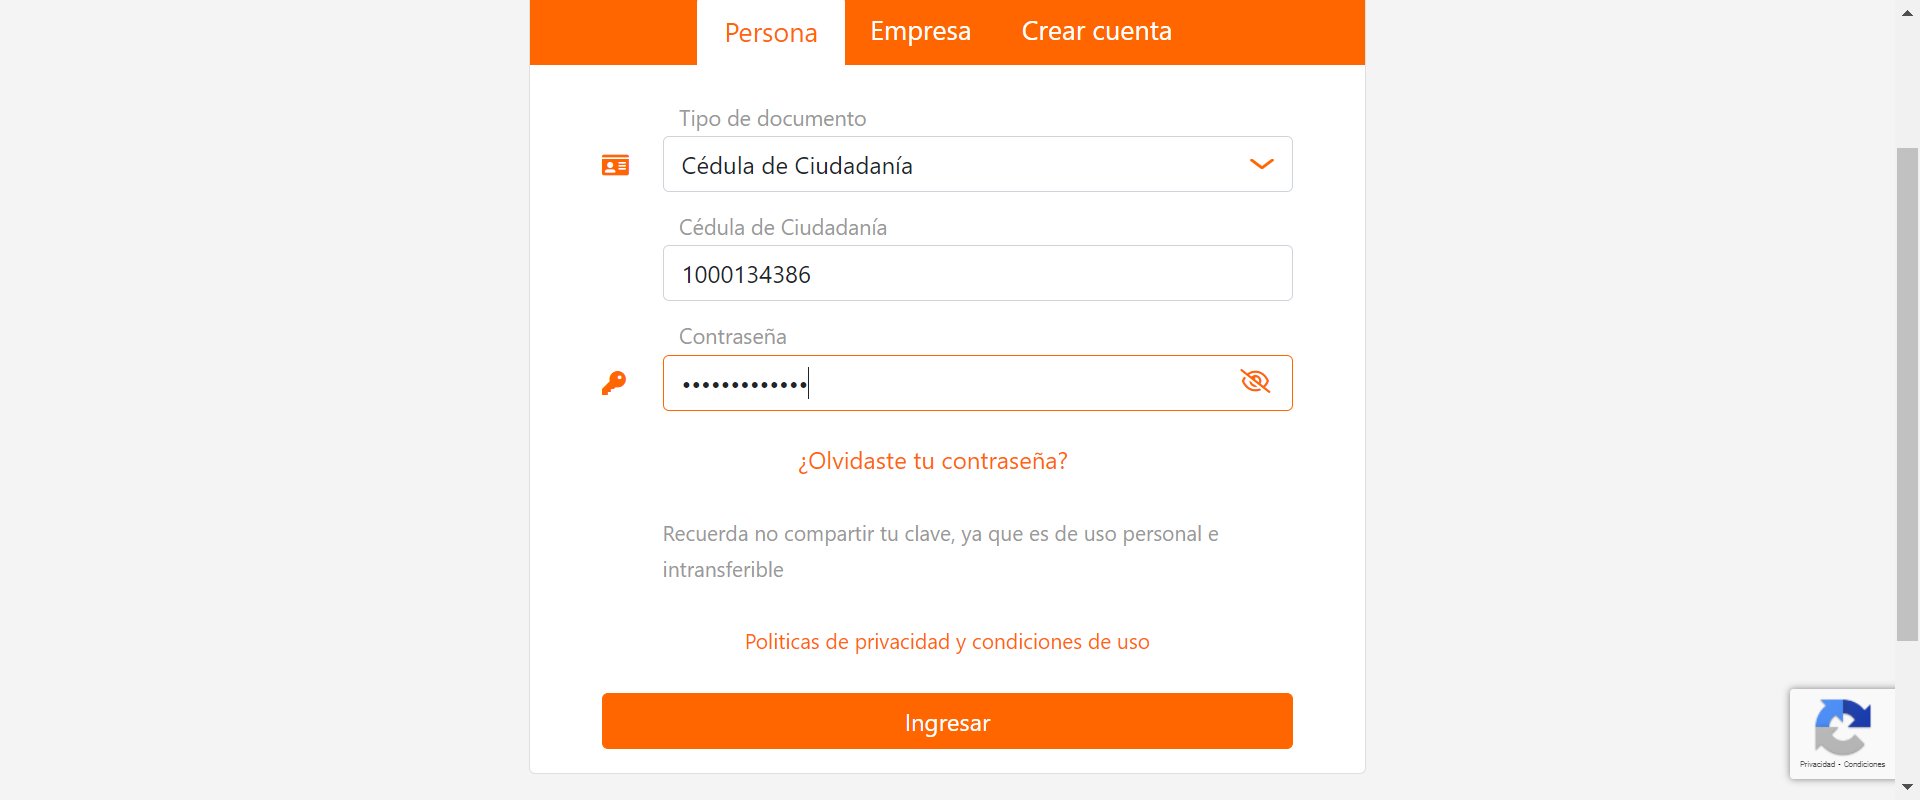 Persona
Empresa
Crear cuenta
Tipo de documento
Cédula de Ciudadanía
Cédula de Ciudadanía
1000134386
Contraseña
•••••••••••••
¿Olvidaste tu contraseña?
Recuerda no compartir tu clave, ya que es de uso personal e
intransferible
Politicas de privacidad y condiciones de uso
Ingresar
Privacidad - Condiciones